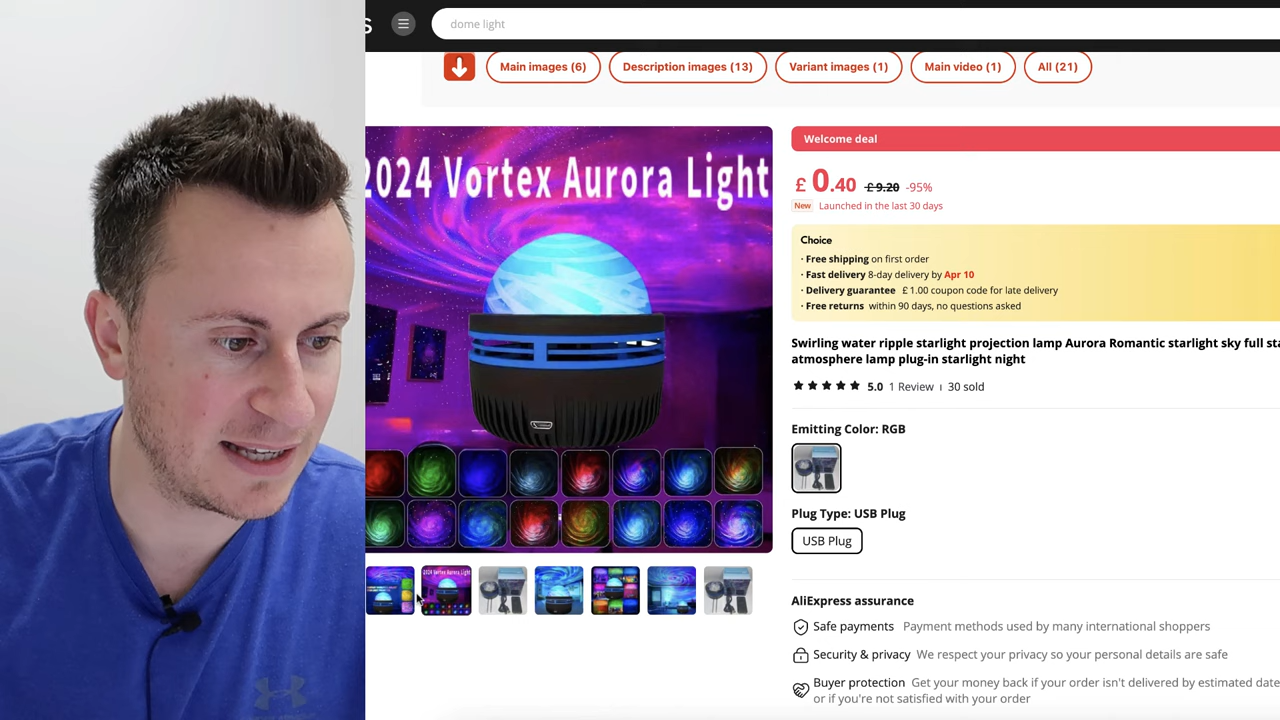 S
dome light
Main images (6)
Description images (13)
Variant images (1)
Main video (1)
All (21)
2024 Vortex Aurora Light
Welcome deal
£ 0.40 £ 9.20 -95%
New Launched in the last 30 days
Choice
· Free shipping on first order
· Fast delivery 8-day delivery by Apr 10
· Delivery guarantee £ 1.00 coupon code for late delivery
· Free returns within 90 days, no questions asked
Swirling water ripple starlight projection lamp Aurora Romantic starlight sky full sta
atmosphere lamp plug-in starlight night
5.0 1 Review 30 sold
Emitting Color: RGB
Plug Type: USB Plug
USB Plug
2024 Vortex Aurora Light
AliExpress assurance
Safe payments Payment methods used by many international shoppers
Security & privacy We respect your privacy so your personal details are safe
Buyer protection Get your money back if your order isn't delivered by estimated date
or if you're not satisfied with your order